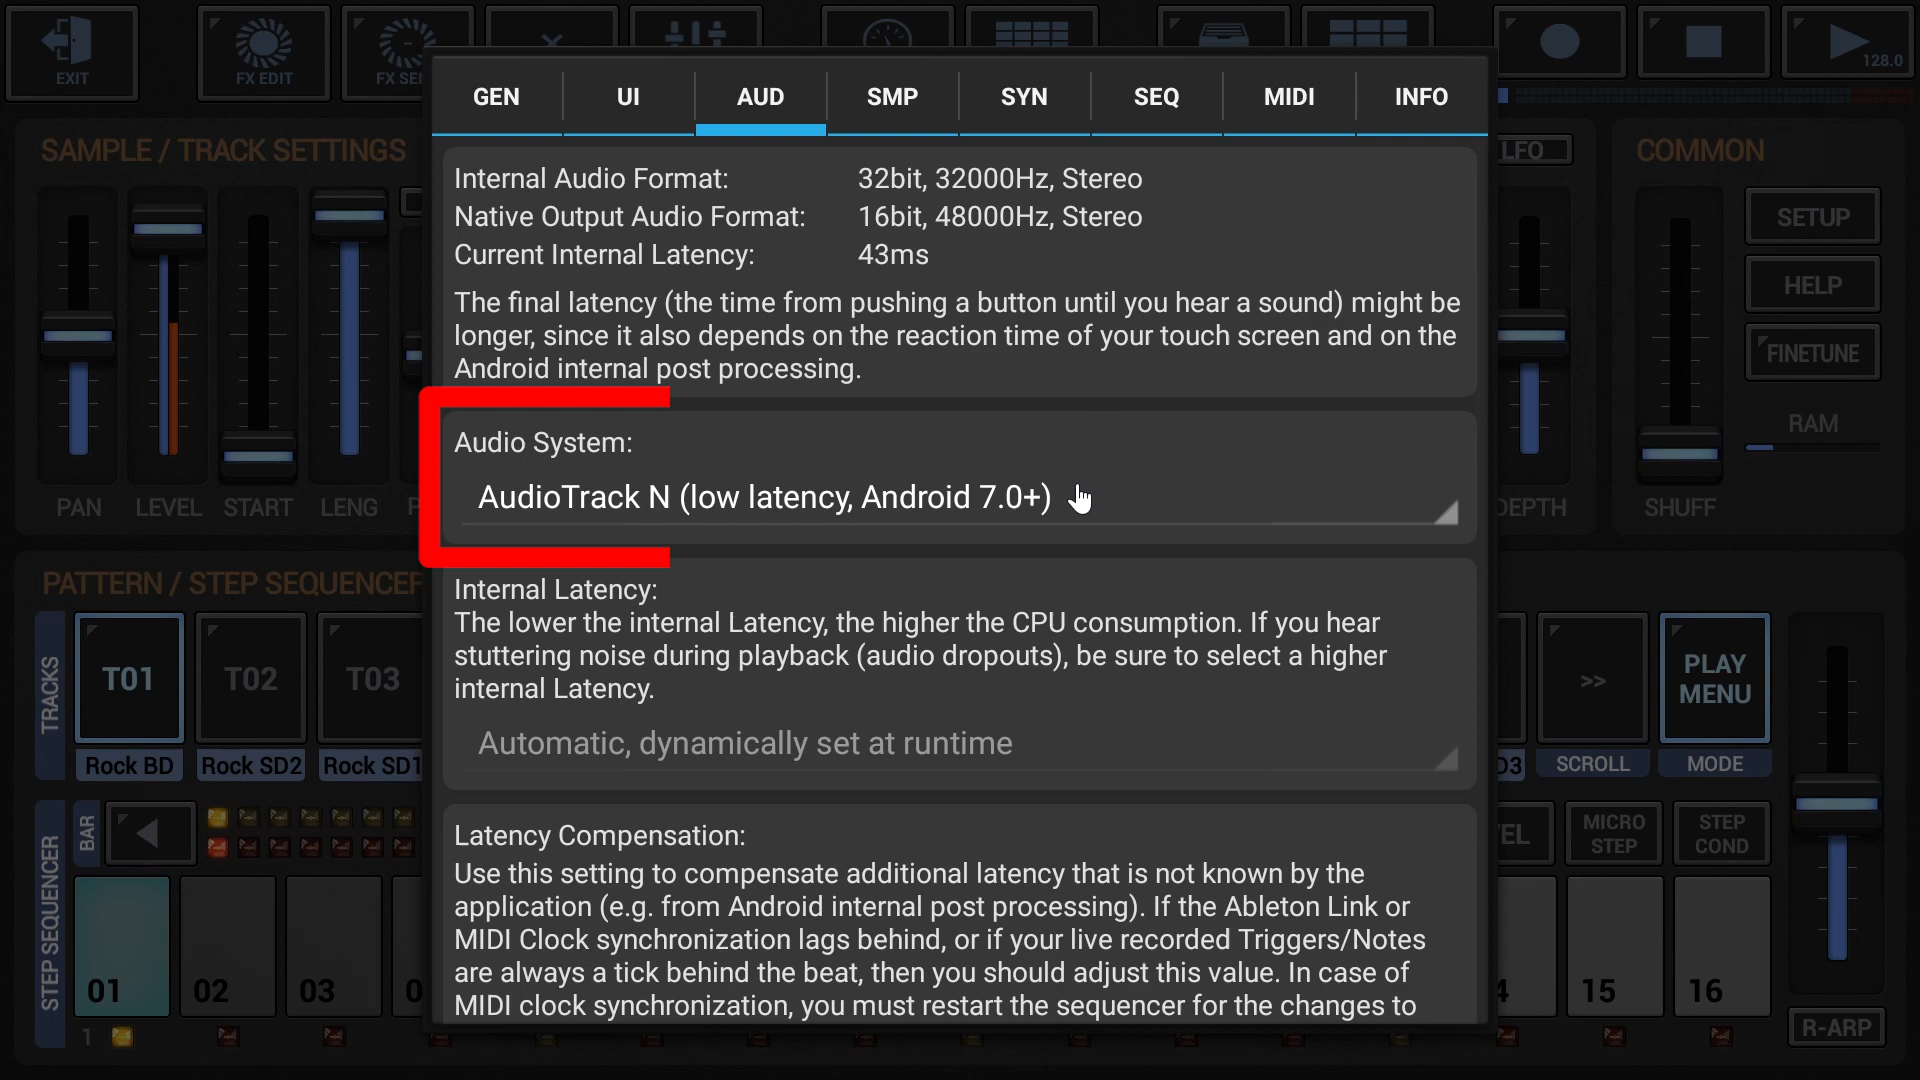 EXIT
FX EDIT
128.0
GEN
UI
AUD
SMP
SYN
SEQ
MIDI
INFO
SAMPLE / TRACK SETTINGS
LFO
COMMON
Internal Audio Format: 32bit, 32000Hz, Stereo
Native Output Audio Format: 16bit, 48000Hz, Stereo
Current Internal Latency: 43ms
The final latency (the time from pushing a button until you hear a sound) might be
longer, since it also depends on the reaction time of your touch screen and on the
Android internal post processing.
SETUP
HELP
FINETUNE
RAM
Audio System:
AudioTrack N (low latency, Android 7.0+)
PAN
LEVEL
START
LENG
DEPTH
SHUFF
PATTERN / STEP SEQUENCER
Internal Latency:
The lower the internal Latency, the higher the CPU consumption. If you hear
stuttering noise during playback (audio dropouts), be sure to select a higher
internal Latency.
Automatic, dynamically set at runtime
TRACKS
T01
T02
T03
>>
PLAY
MENU
Rock BD
Rock SD2
Rock SD1
SCROLL
MODE
Latency Compensation:
Use this setting to compensate additional latency that is not known by the
application (e.g. from Android internal post processing). If the Ableton Link or
MIDI Clock synchronization lags behind, or if your live recorded Triggers/Notes
are always a tick behind the beat, then you should adjust this value. In case of
MIDI clock synchronization, you must restart the sequencer for the changes to
BAR
MICRO
STEP
STEP
COND
STEP SEQUENCER
01
02
03
15
16
1
R-ARP